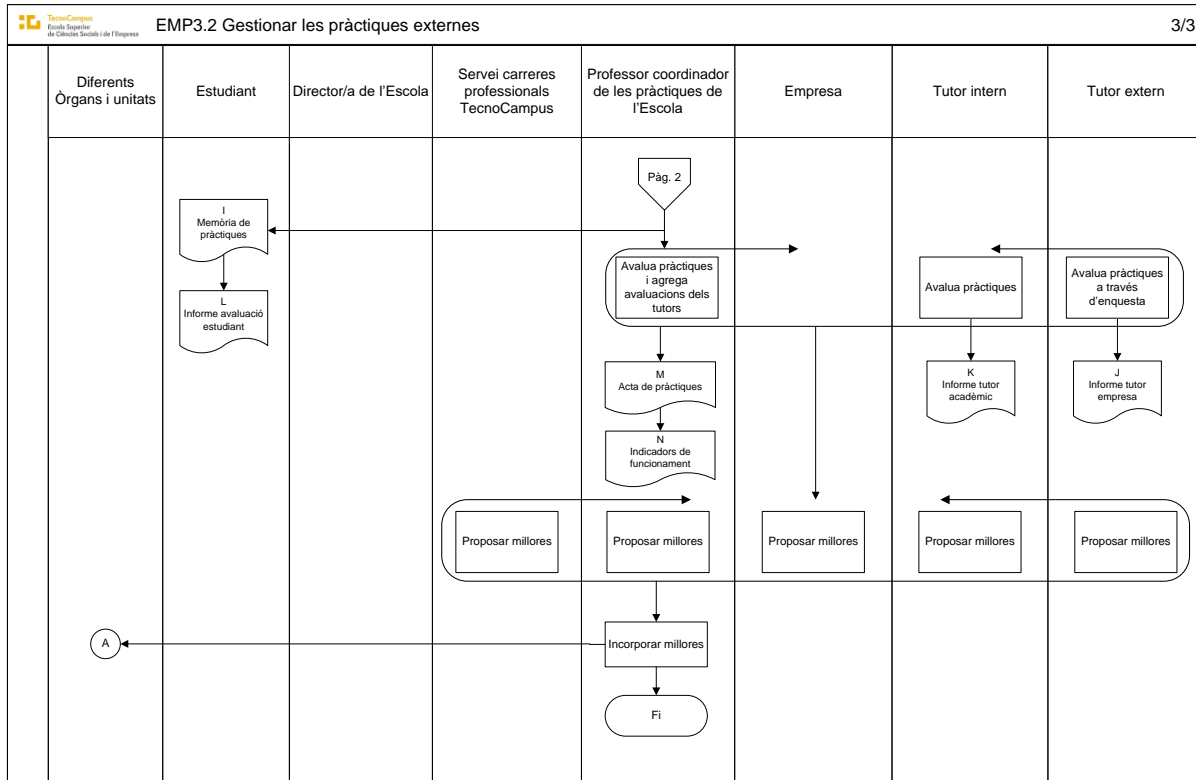 TecnoCampus
Escola Superior
de Ciències Socials i de l'Empresa
EMP3.2 Gestionar les pràctiques externes
3/3
Diferents
Òrgans i unitats
Estudiant
Director/a de l'Escola
Servei carreres
professionals
TecnoCampus
Professor coordinador
de les pràctiques de
l'Escola
Empresa
Tutor intern
Tutor extern
Pàg. 2
I
Memòria de
pràctiques
L
Informe avaluació
estudiant
Avalua pràctiques
i agrega
avaluacions dels
tutors
Avalua pràctiques
Avalua pràctiques
a través
d'enquesta
M
Acta de pràctiques
K
Informe tutor
acadèmic
J
Informe tutor
empresa
N
Indicadors de
funcionament
Proposar millores
Proposar millores
Proposar millores
Proposar millores
Proposar millores
A
Incorporar millores
Fi